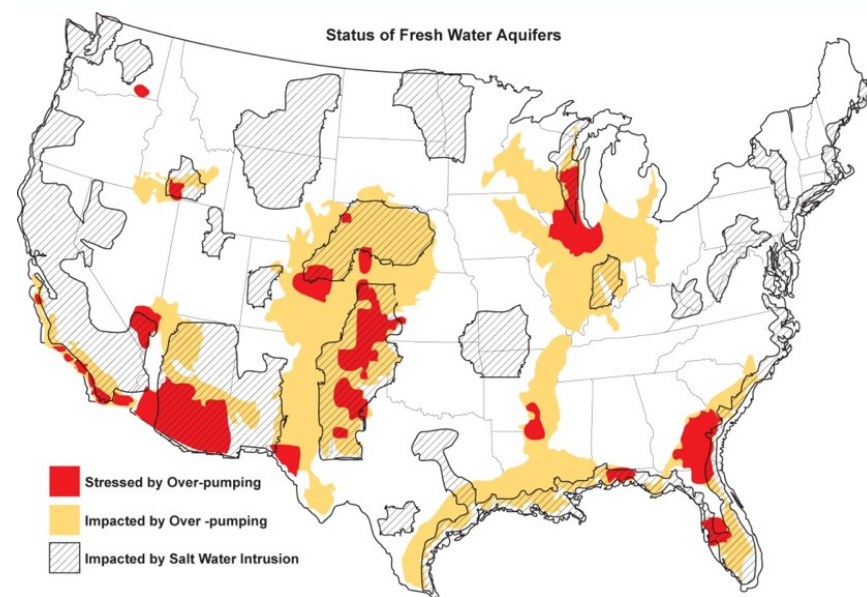 Status of Fresh Water Aquifers
Stressed by Over-pumping
Impacted by Over -pumping
Impacted by Salt Water Intrusion